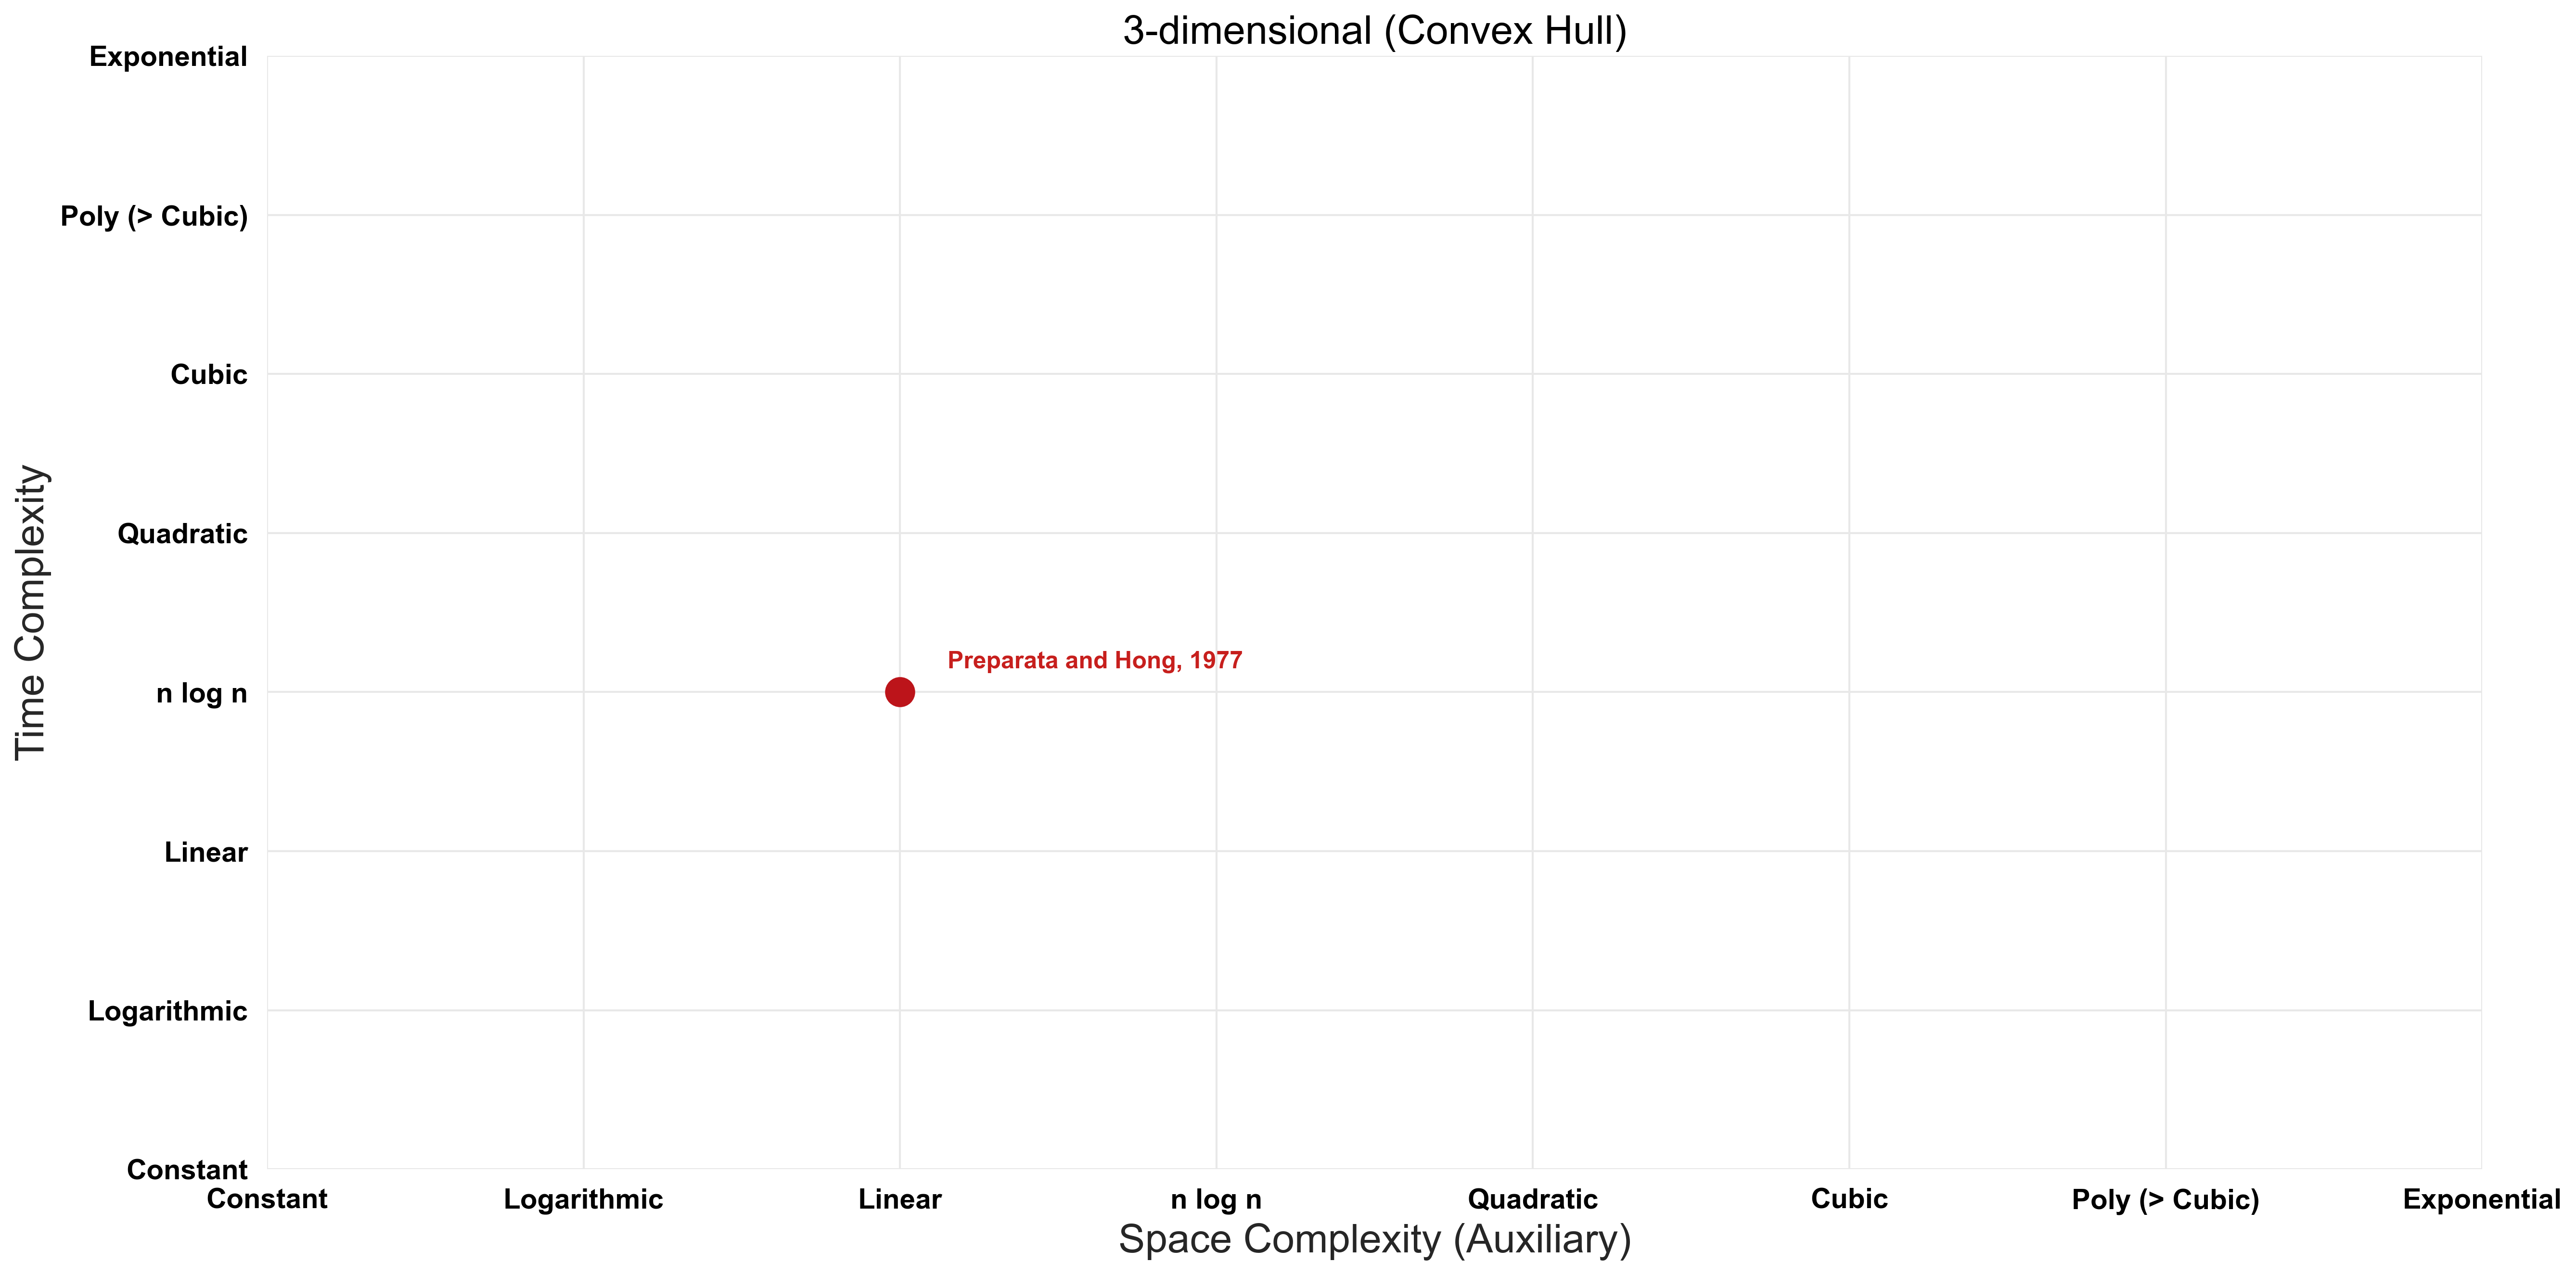 3-dimensional (Convex Hull)
Exponential
Poly (> Cubic)
Cubic
Quadratic
n log n
Linear
Logarithmic
Constant
Time Complexity
Preparata and Hong, 1977
Constant
Logarithmic
Linear
n log n
Quadratic
Cubic
Poly (> Cubic)
Exponential
Space Complexity (Auxiliary)